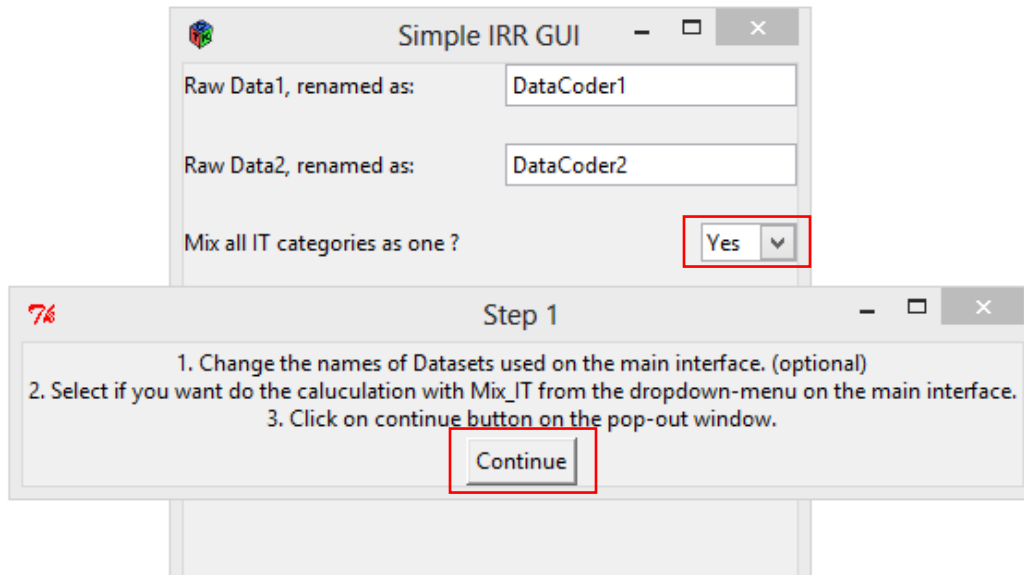 Simple IRR GUI
Raw Data1, renamed as: DataCoder1
Raw Data2, renamed as: DataCoder2
Mix all IT categories as one ? Yes
Step 1
1. Change the names of Datasets used on the main interface. (optional)
2. Select if you want do the caluculation with Mix_IT from the dropdown-menu on the main interface.
3. Click on continue button on the pop-out window.
Continue